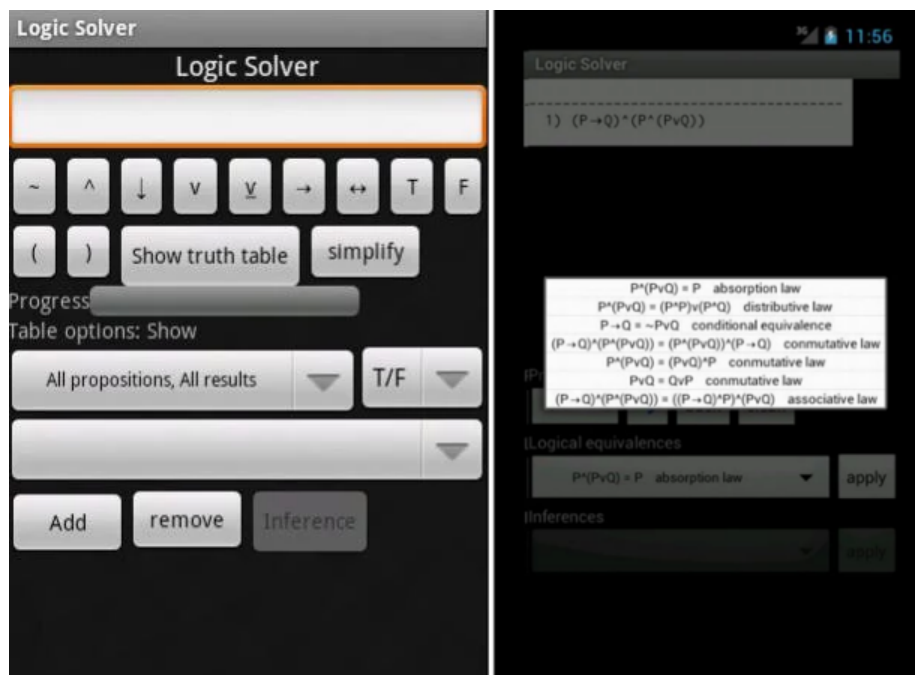 Logic Solver
Logic Solver
~ ^ ↓ v v̲ → ↔ T F
( ) Show truth table simplify
Progress
Table options: Show
All propositions, All results T/F
Add remove Inference
3G 11:56
Logic Solver
1) (P→Q)^(P^(PvQ))
P^(PvQ) = P absorption law
P^(PvQ) = (P^P)v(P^Q) distributive law
P→Q = ~PvQ conditional equivalence
(P→Q)^(P^(PvQ)) = (P^(PvQ))^(P→Q) conmutative law
P^(PvQ) = (PvQ)^P conmutative law
PvQ = QvP conmutative law
(P→Q)^(P^(PvQ)) = ((P→Q)^P)^(PvQ) associative law
Logical equivalences
P^(PvQ) = P absorption law apply
Inferences
apply